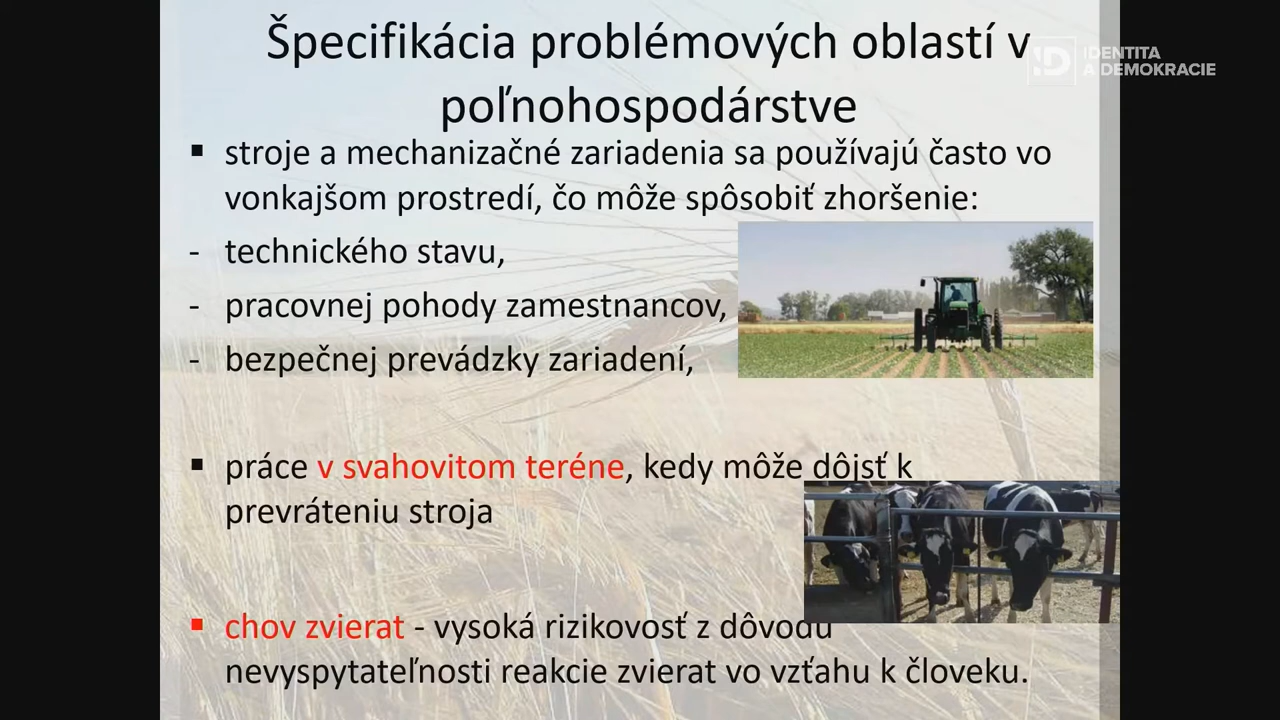 Špecifikácia problémových oblastí v
poľnohospodárstve
ID IDENTITA
A DEMOKRACIE
▪ stroje a mechanizačné zariadenia sa používajú často vo
vonkajšom prostredí, čo môže spôsobiť zhoršenie:
- technického stavu,
- pracovnej pohody zamestnancov,
- bezpečnej prevádzky zariadení,
▪ práce v svahovitom teréne, kedy môže dôjsť k
prevráteniu stroja
▪ chov zvierat - vysoká rizikovosť z dôvodu
nevyspytateľnosti reakcie zvierat vo vzťahu k človeku.